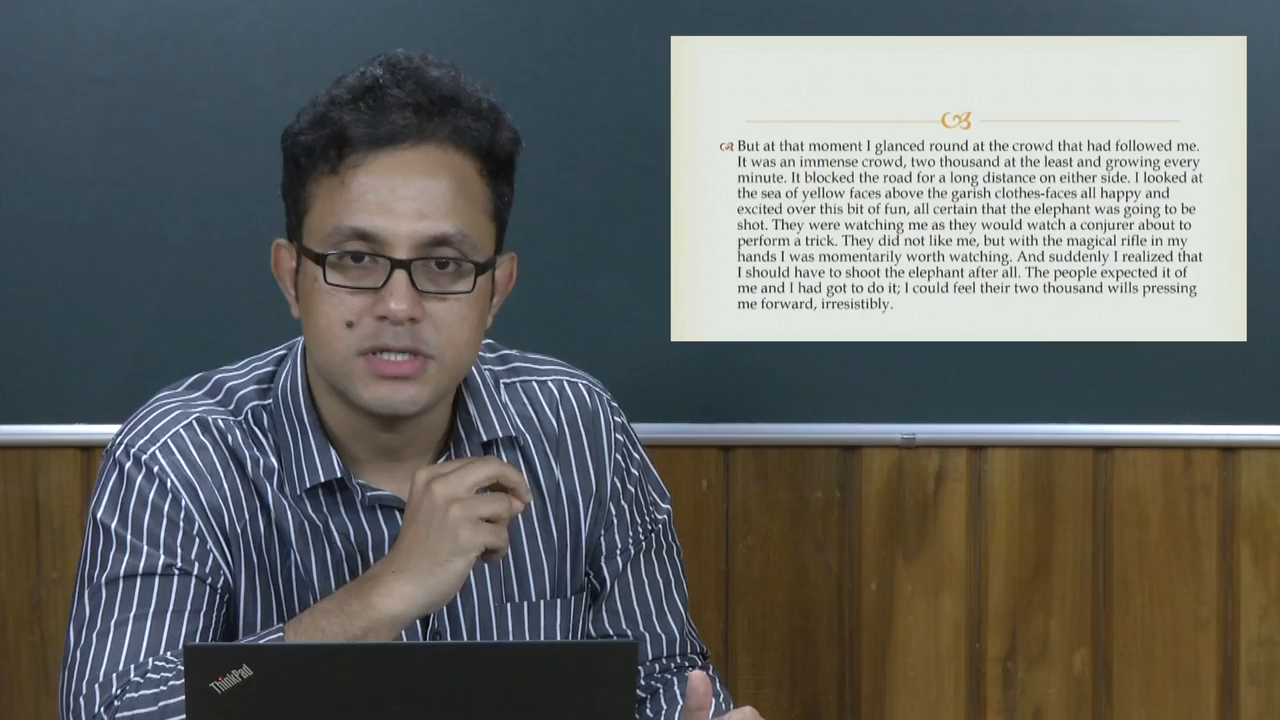 But at that moment I glanced round at the crowd that had followed me.
It was an immense crowd, two thousand at the least and growing every
minute. It blocked the road for a long distance on either side. I looked at
the sea of yellow faces above the garish clothes-faces all happy and
excited over this bit of fun, all certain that the elephant was going to be
shot. They were watching me as they would watch a conjurer about to
perform a trick. They did not like me, but with the magical rifle in my
hands I was momentarily worth watching. And suddenly I realized that
I should have to shoot the elephant after all. The people expected it of
me and I had got to do it; I could feel their two thousand wills pressing
me forward, irresistibly.
ThinkPad